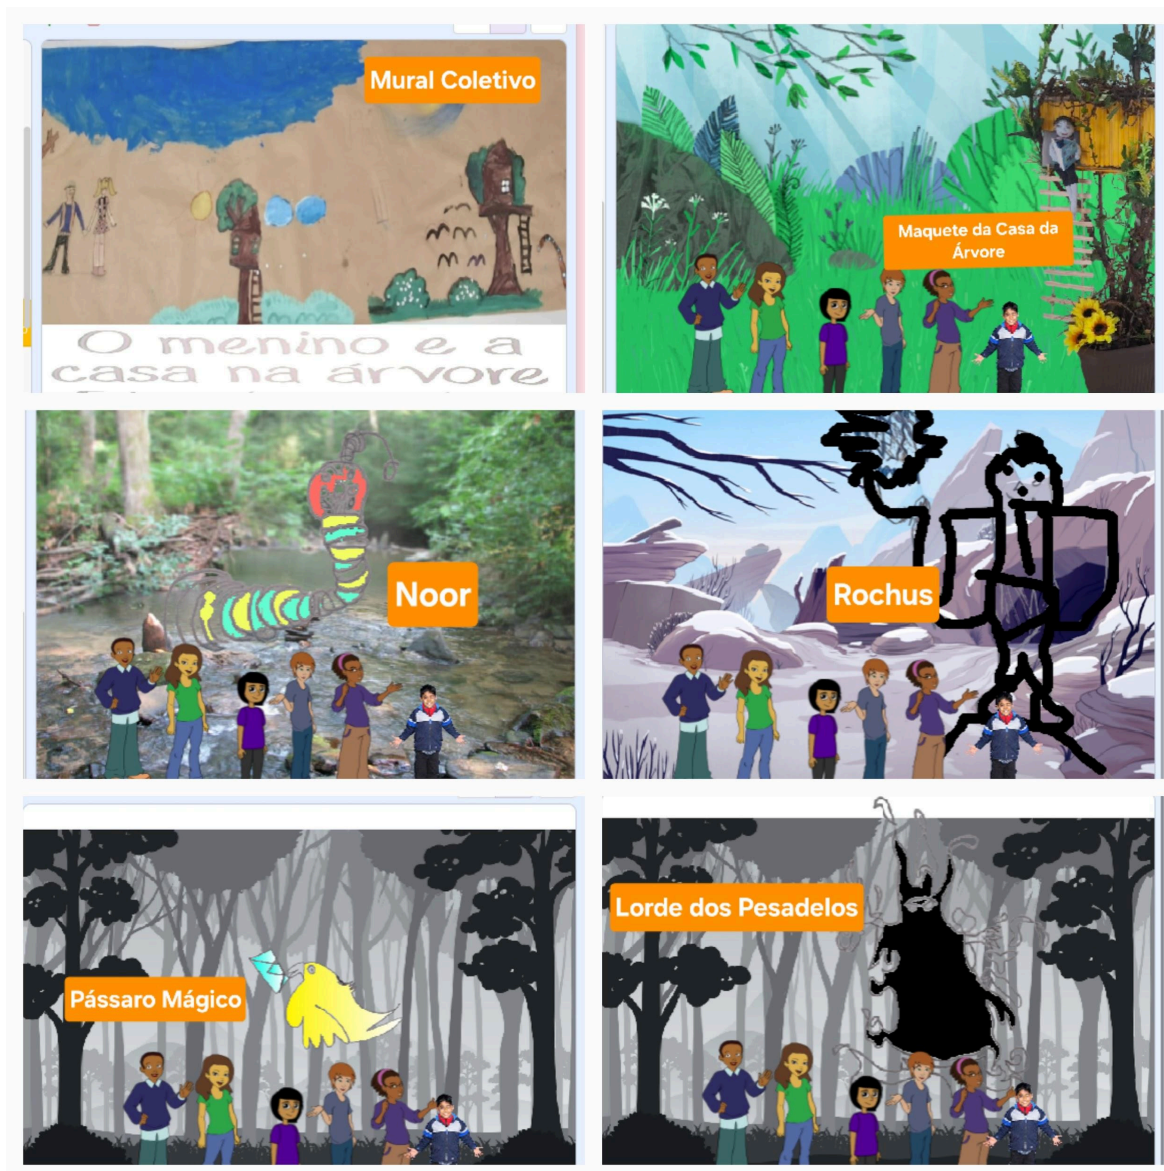 Mural Coletivo
O menino e a
casa na árvore
Maquete da Casa da
Árvore
Noor
Rochus
Pássaro Mágico
Lorde dos Pesadelos